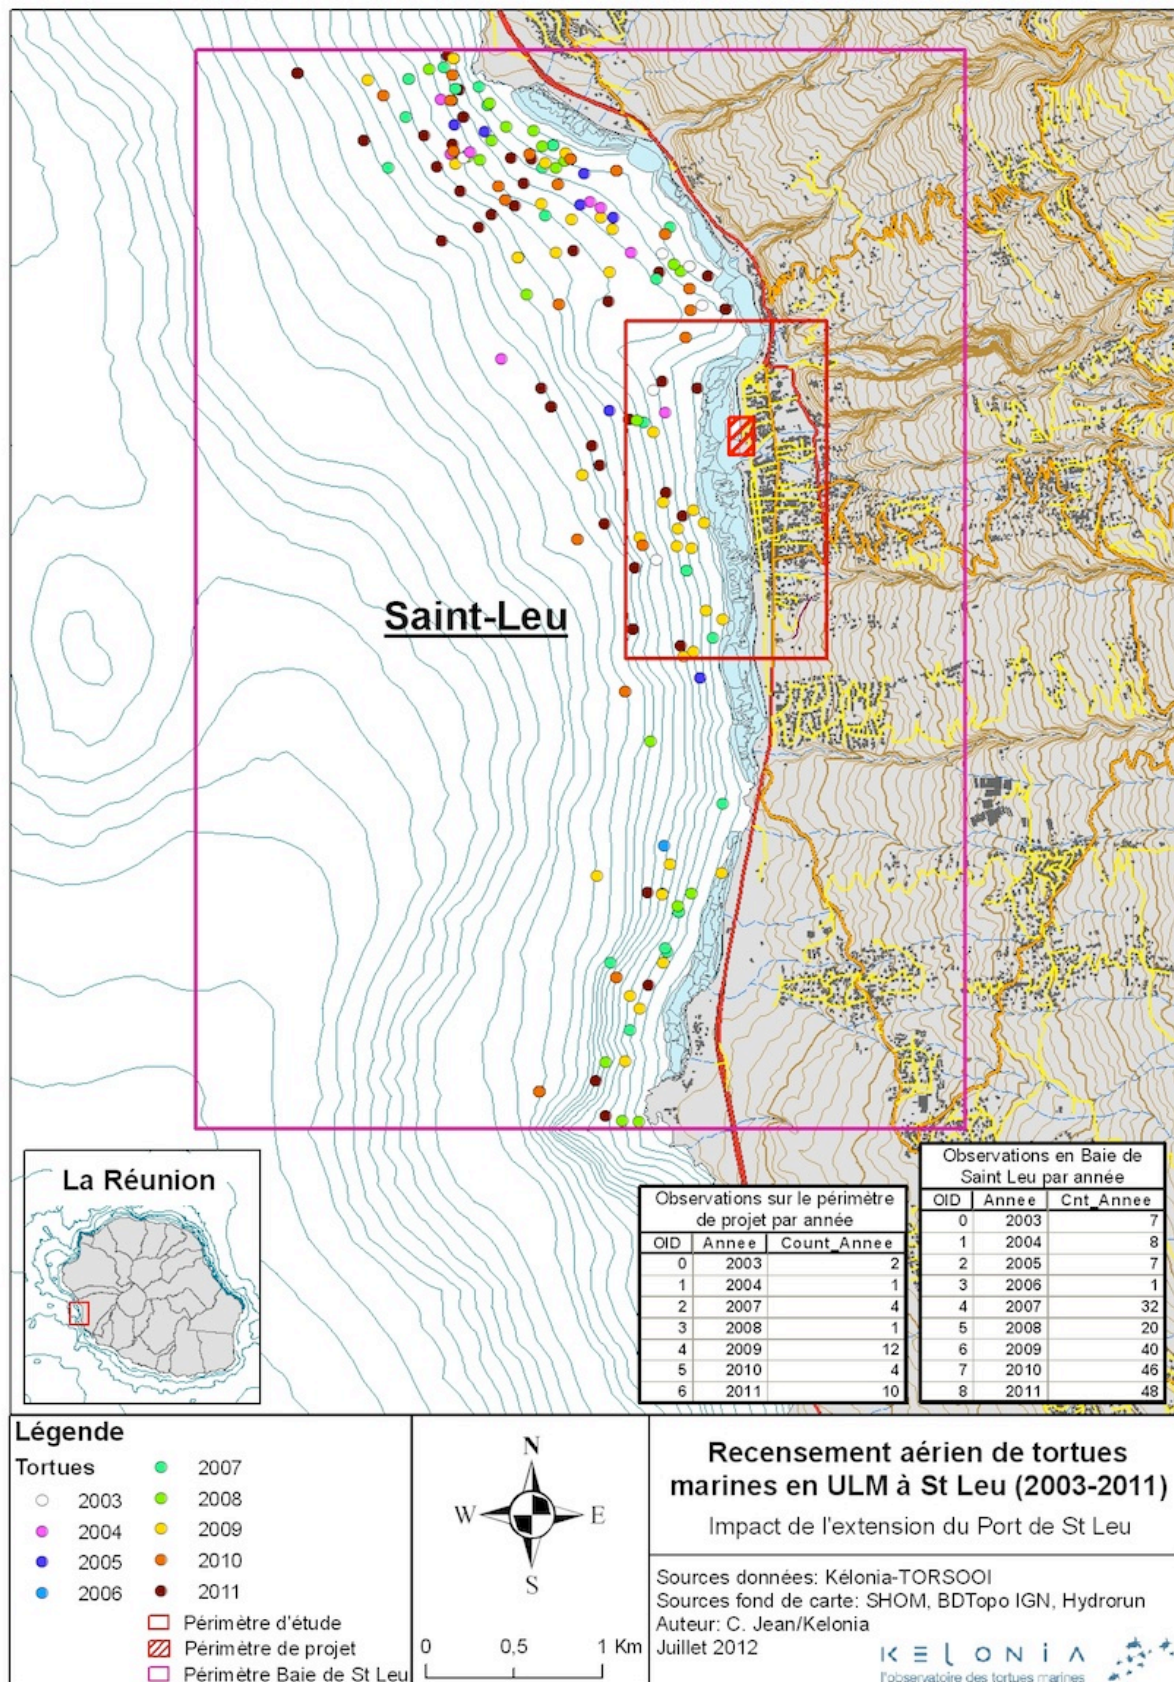 Saint-Leu
La Réunion
Observations sur le périmètre
de projet par année
OID Annee Count_Annee
0 2003 2
1 2004 1
2 2007 4
3 2008 1
4 2009 12
5 2010 4
6 2011 10
Observations en Baie de
Saint Leu par année
OID Annee Cnt_Annee
0 2003 7
1 2004 8
2 2005 7
3 2006 1
4 2007 32
5 2008 20
6 2009 40
7 2010 46
8 2011 48
Légende
Tortues
2003
2004
2005
2006
2007
2008
2009
2010
2011
Périmètre d'étude
Périmètre de projet
Périmètre Baie de St Leu
N
W E
S
0 0,5 1 Km
Recensement aérien de tortues
marines en ULM à St Leu (2003-2011)
Impact de l'extension du Port de St Leu
Sources données: Kélonia-TORSOOI
Sources fond de carte: SHOM, BDTopo IGN, Hydrorun
Auteur: C. Jean/Kelonia
Juillet 2012
KELONIA
l'observatoire des tortues marines